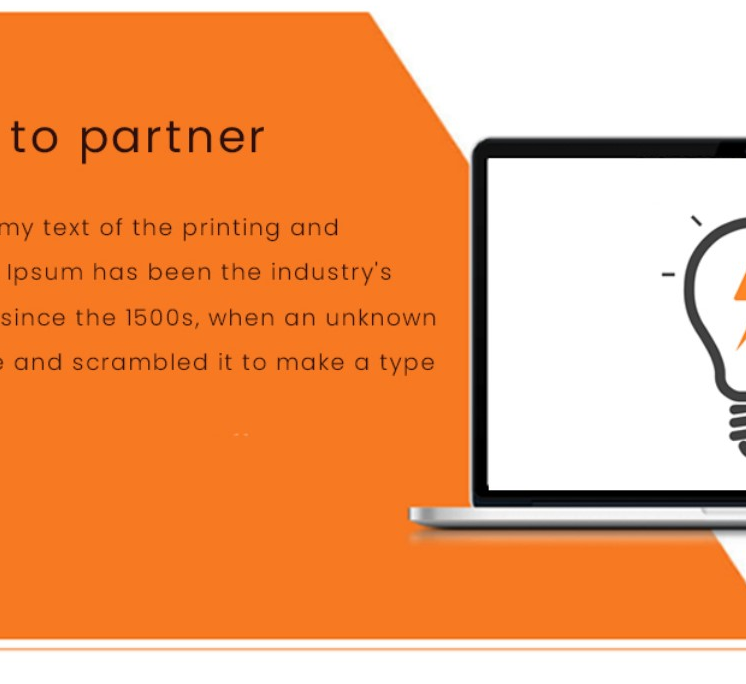 to partner
my text of the printing and
Ipsum has been the industry's
since the 1500s, when an unknown
and scrambled it to make a type